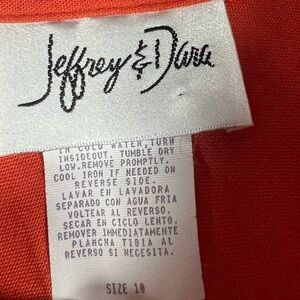 Jeffrey & Dara
IN COLD WATER,TURN
INSIDEOUT. TUMBLE DRY
LOW.REMOVE PROMPTLY.
COOL IRON IF NEEDED ON
REVERSE SIDE.
LAVAR EN LAVADORA
SEPARADO CON AGUA FRIA
VOLTEAR AL REVERSO.
SECAR EN CICLO LENTO.
REMOVER IMMEDIATAMENTE
PLANCHA TIBIA AL
REVERSO SI NECESITA.
SIZE 10